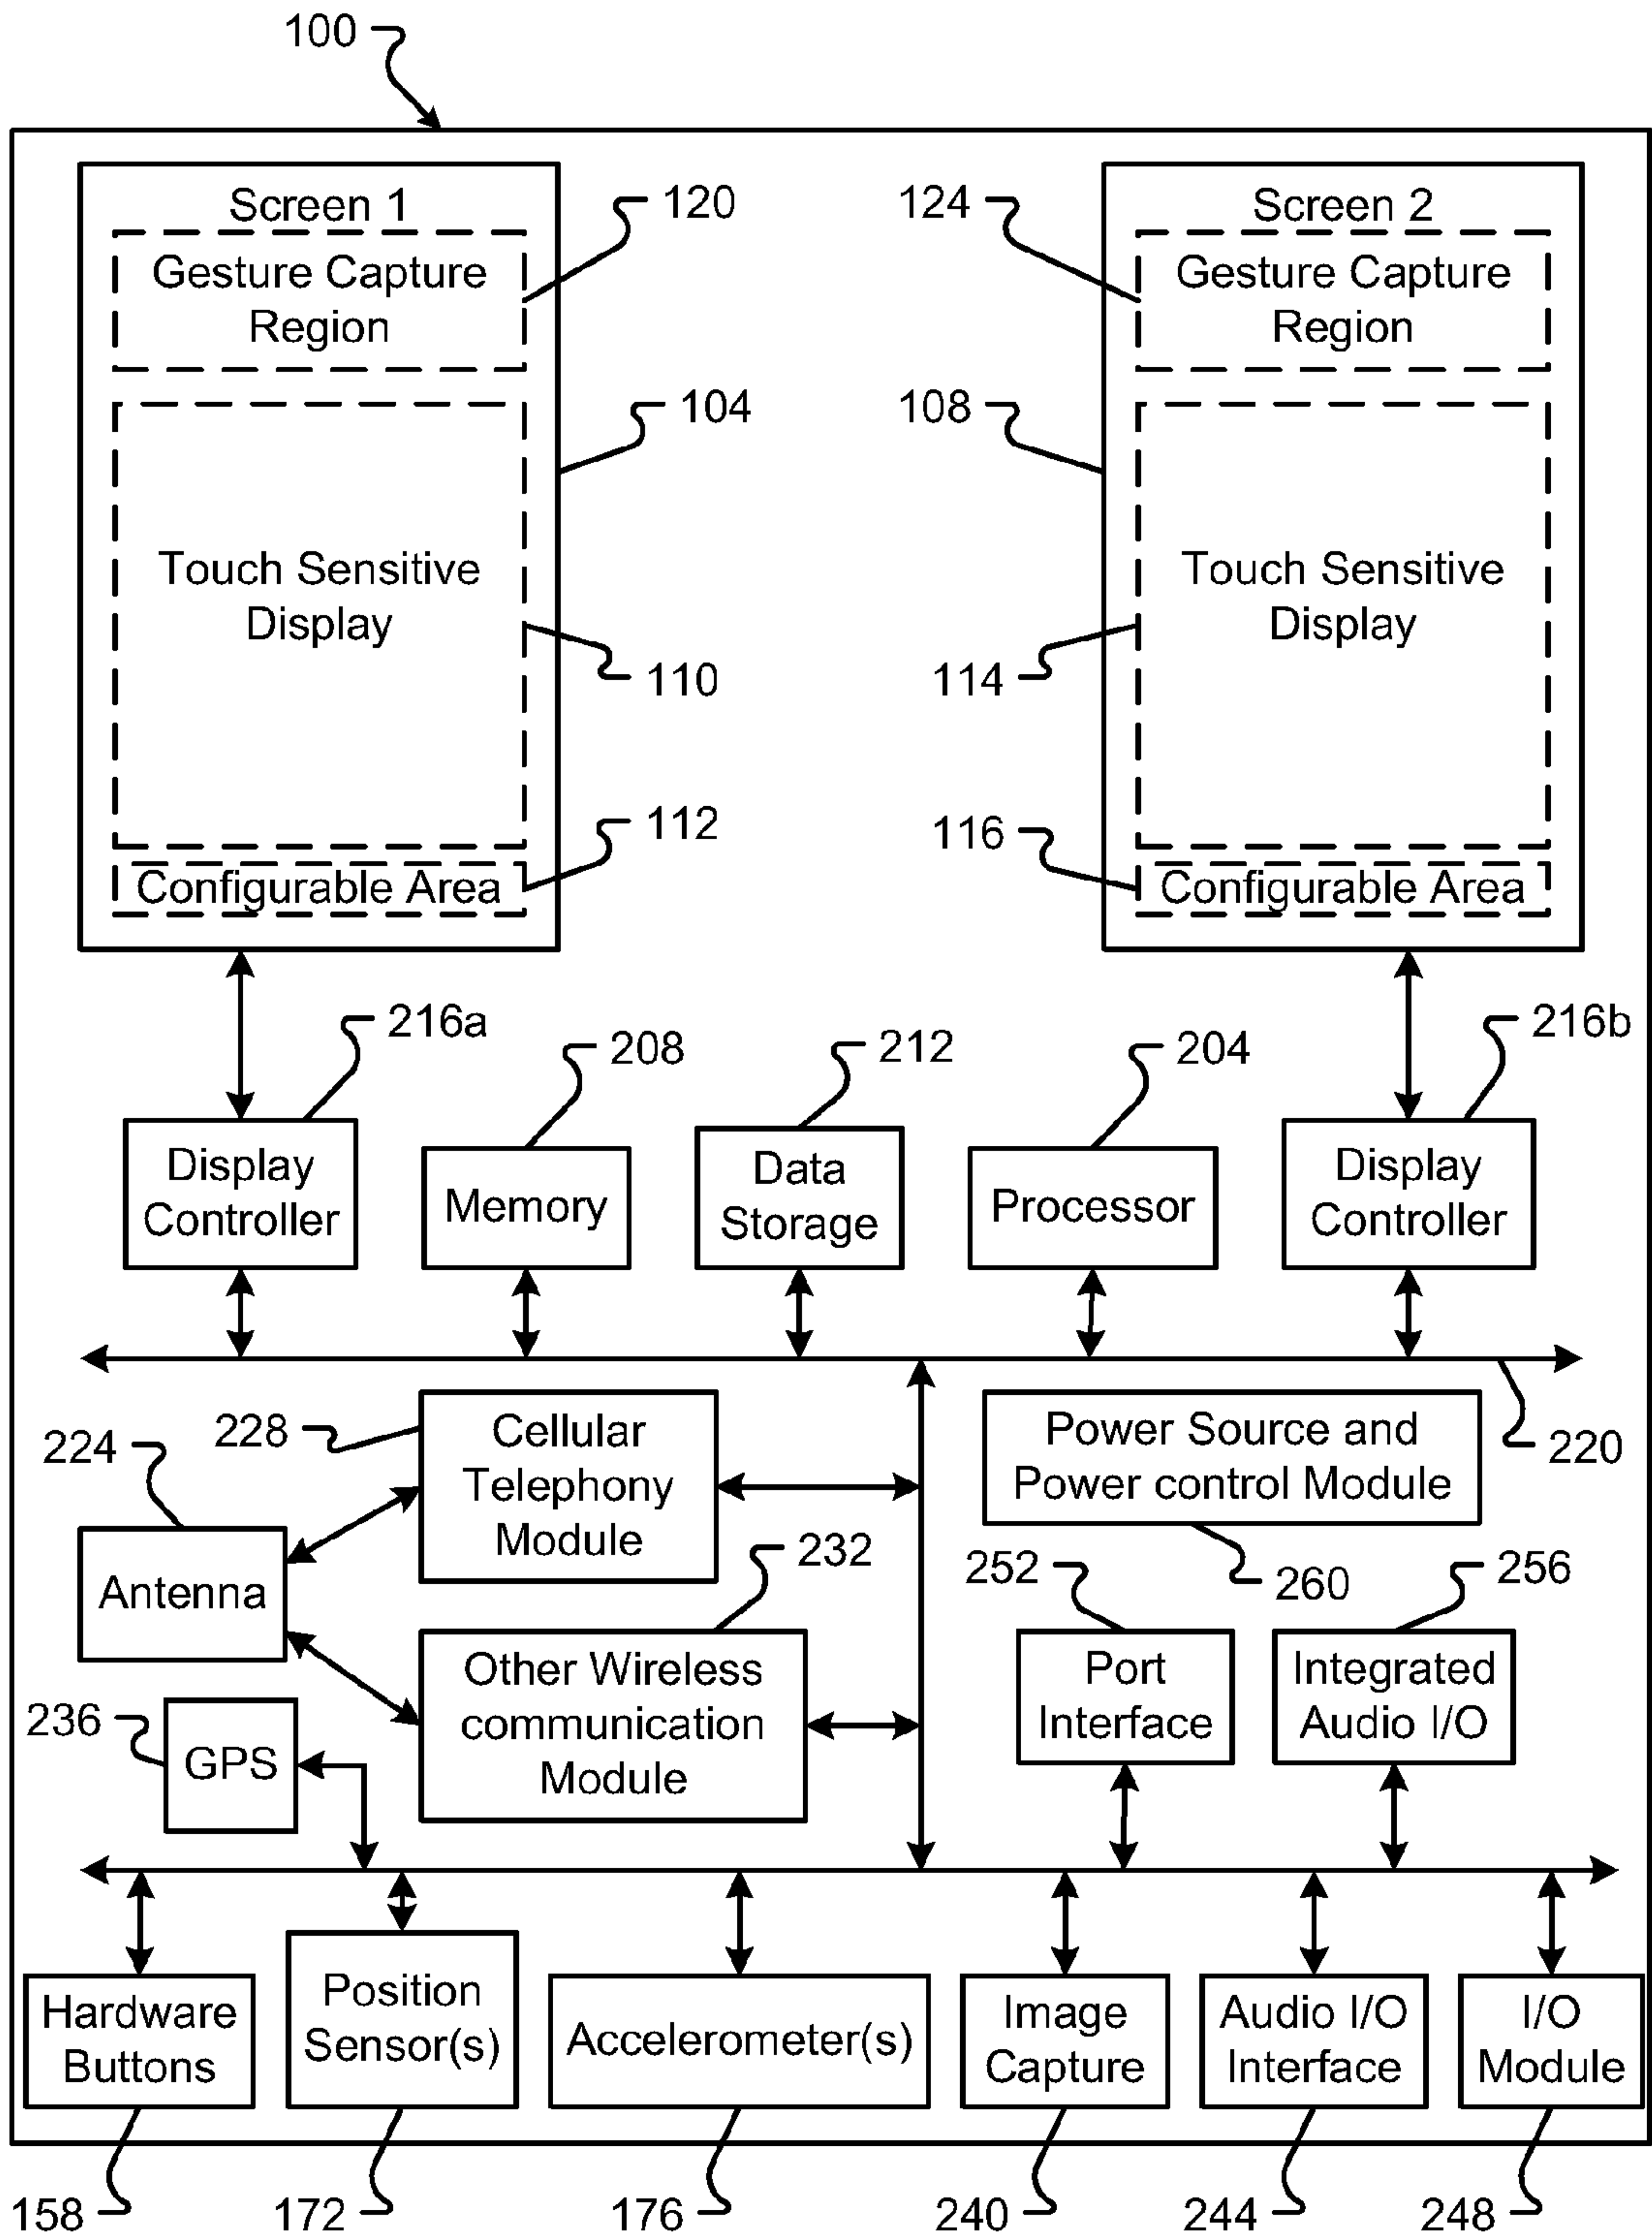 100
Screen 1
Gesture Capture
Region
120
Touch Sensitive
Display
104
110
112
Configurable Area
Screen 2
124
Gesture Capture
Region
108
Touch Sensitive
Display
114
116
Configurable Area
216a
208
212
204
216b
Display
Controller
Memory
Data
Storage
Processor
Display
Controller
220
228
Cellular
Telephony
Module
Power Source and
Power control Module
260
224
Antenna
232
Other Wireless
communication
Module
252
Port
Interface
256
Integrated
Audio I/O
236
GPS
Hardware
Buttons
Position
Sensor(s)
Accelerometer(s)
Image
Capture
Audio I/O
Interface
I/O
Module
158
172
176
240
244
248